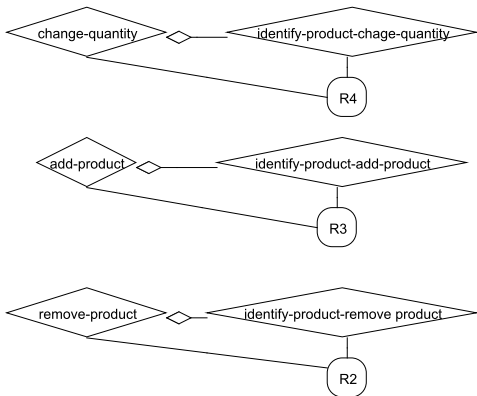 change-quantity
identify-product-chage-quantity
R4
add-product
identify-product-add-product
R3
remove-product
identify-product-remove product
R2